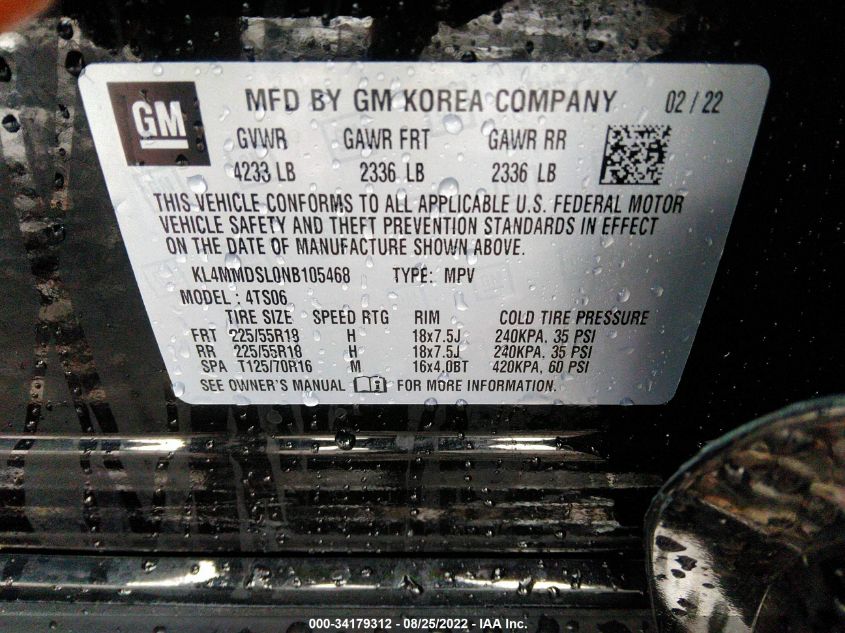 GM
MFD BY GM KOREA COMPANY 02 / 22
GVWR GAWR FRT GAWR RR
4233 LB 2336 LB 2336 LB
THIS VEHICLE CONFORMS TO ALL APPLICABLE U.S. FEDERAL MOTOR
VEHICLE SAFETY AND THEFT PREVENTION STANDARDS IN EFFECT
ON THE DATE OF MANUFACTURE SHOWN ABOVE.
KL4MMDSL0NB105468 TYPE: MPV
MODEL : 4TS06
TIRE SIZE SPEED RTG RIM COLD TIRE PRESSURE
FRT 225/55R18 H 18x7.5J 240KPA, 35 PSI
RR 225/55R18 H 18x7.5J 240KPA, 35 PSI
SPA T125/70R16 M 16x4.0BT 420KPA, 60 PSI
SEE OWNER'S MANUAL FOR MORE INFORMATION.
000-34179312 - 08/25/2022 - IAA Inc.